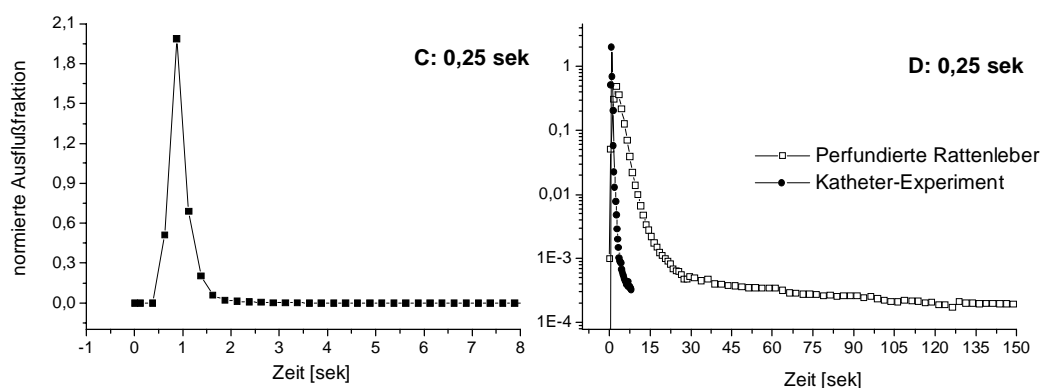 2,1
1,8
1,5
1,2
0,9
0,6
0,3
0,0
normierte Ausflußfraktion
C: 0,25 sek
-1 0 1 2 3 4 5 6 7 8
Zeit [sek]
1
0,1
0,01
1E-3
1E-4
D: 0,25 sek
Perfundierte Rattenleber
Katheter-Experiment
0 15 30 45 60 75 90 105 120 135 150
Zeit [sek]